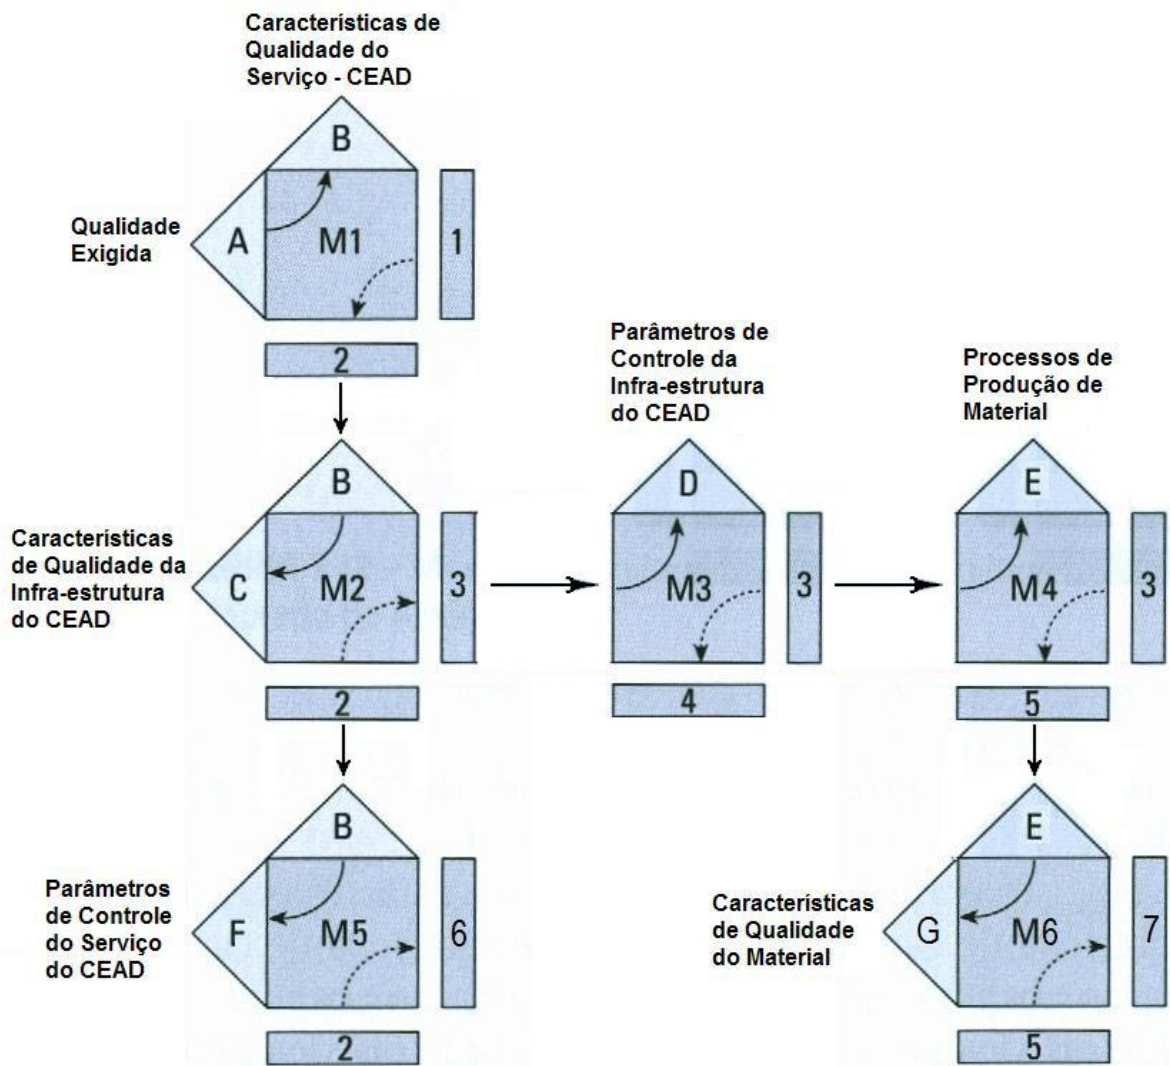 Características de
Qualidade do
Serviço - CEAD
B
Qualidade
Exigida
A
M1
1
2
Parâmetros de
Controle da
Infra-estrutura
do CEAD
Processos de
Produção de
Material
B
D
E
Características
de Qualidade da
Infra-estrutura
do CEAD
C
M2
3
M3
3
M4
3
2
4
5
B
E
Parâmetros
de Controle
do Serviço
do CEAD
F
M5
6
Características
de Qualidade
do Material
G
M6
7
2
5